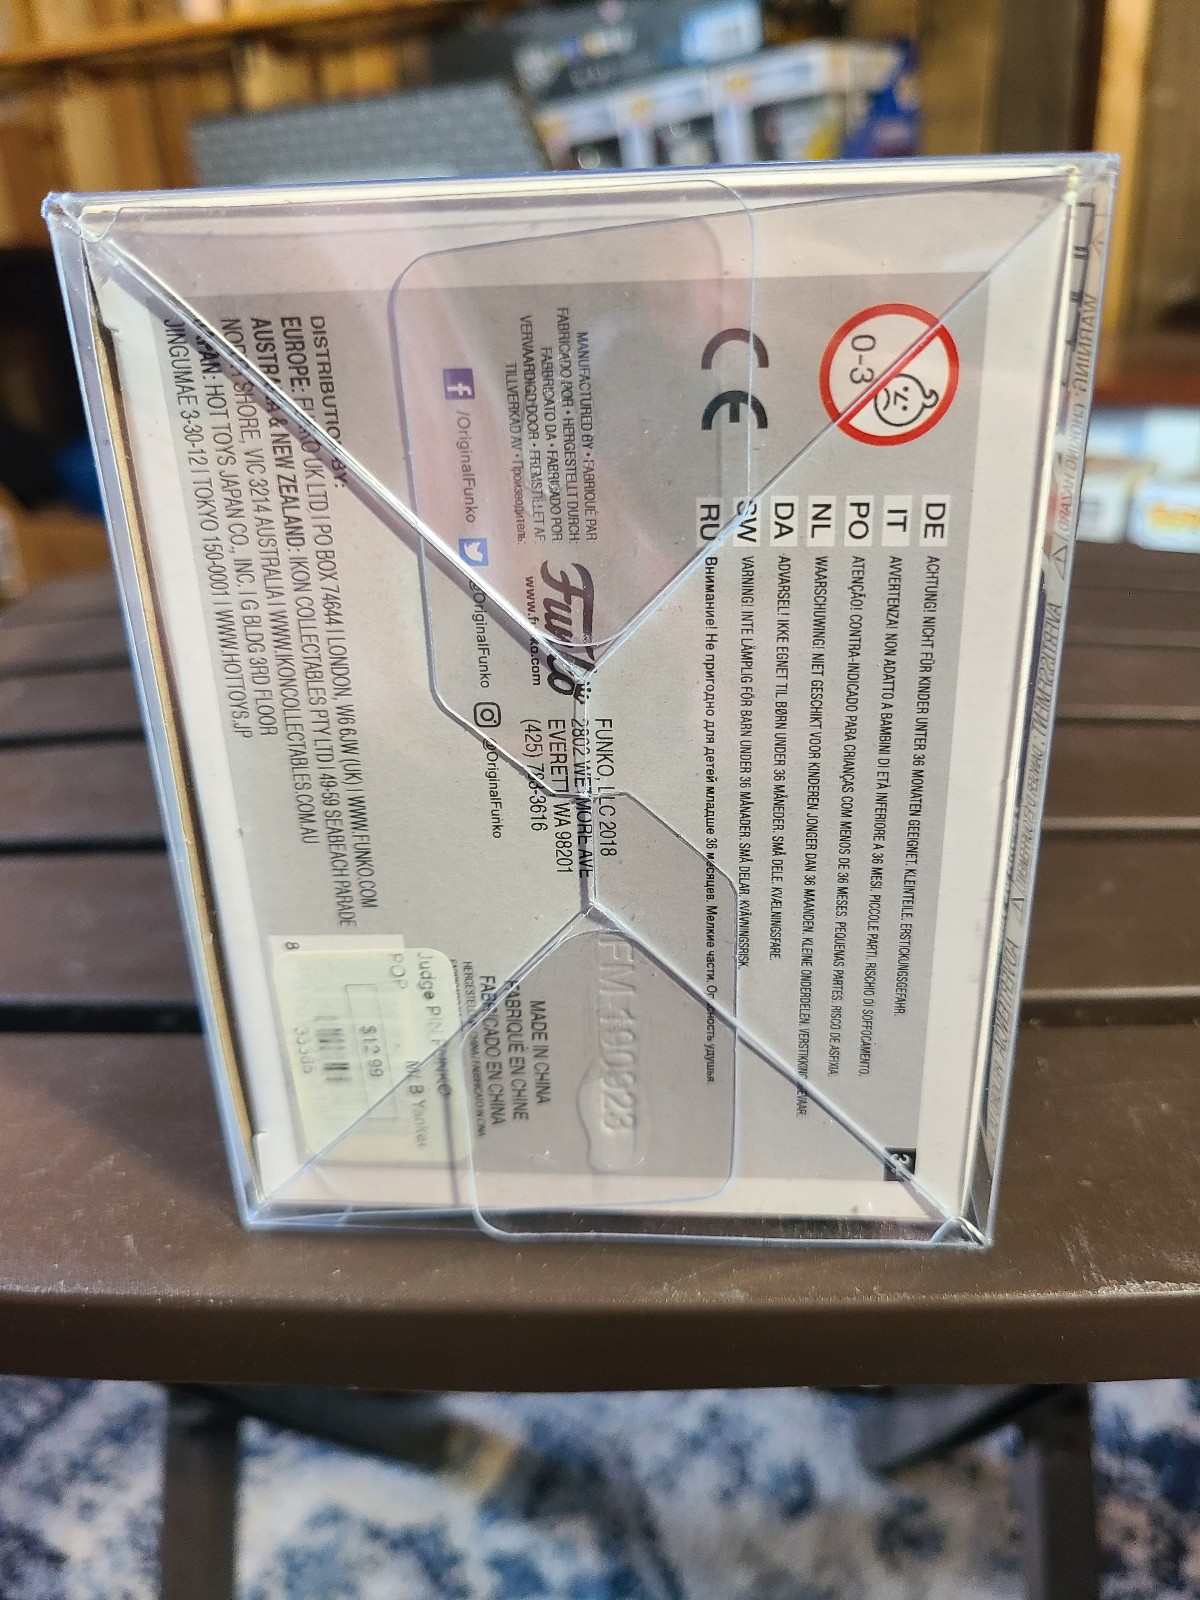 0-3
CE
DE ACHTUNG! NICHT FÜR KINDER UNTER 36 MONATEN GEEIGNET. KLEINTEILE. ERSTICKUNGSGEFAHR.
IT AVVERTENZA! NON ADATTO A BAMBINI DI ETÀ INFERIORE A 36 MESI. PICCOLE PARTI. RISCHIO DI SOFFOCAMENTO.
PO ATENÇÃO! CONTRA-INDICADO PARA CRIANÇAS COM MENOS DE 36 MESES. PEQUENAS PARTES. RISCO DE ASFIXIA.
NL WAARSCHUWING! NIET GESCHIKT VOOR KINDEREN JONGER DAN 36 MAANDEN. KLEINE ONDERDELEN.
DA ADVARSEL! IKKE EGNET TIL BØRN UNDER 36 MÅNEDER. SMÅ DELE. KVÆLNINGSFARE.
SW VARNING! INTE LÄMPLIG FÖR BARN UNDER 36 MÅNADER. SMÅ DELAR. KVÄVNINGSRISK.
RU Внимание! Не пригодно для детей младше 36 месяцев. Мелкие части. Опасность удушья.
MANUFACTURED BY • FABRIQUÉ PAR:
FABRICADO POR • HERGESTELLT DURCH:
FABBRICATO DA • FABRICADO POR:
VERVAARDIGD DOOR • FREMSTILLET AF:
TILLVERKAD AV • Производитель:
Funko
www.funko.com
FUNKO, LLC 2018
2802 WETMORE AVE
EVERETT, WA 98201
(425) 783-3616
FM.190823
/OriginalFunko
@OriginalFunko
@OriginalFunko
MADE IN CHINA
FABRIQUÉ EN CHINE
FABRICADO EN CHINA
DISTRIBUTION BY:
EUROPE: FUNKO UK LTD | PO BOX 74644 | LONDON W6 6JW (UK) | WWW.FUNKO.COM
AUSTRALIA & NEW ZEALAND: IKON COLLECTABLES PTY LTD | 49-59 SEABEACH PARADE
NORTH SHORE, VIC 3214 AUSTRALIA | WWW.IKONCOLLECTABLES.COM.AU
JAPAN: HOT TOYS JAPAN CO., INC. | G BLDG 3RD FLOOR
JINGUMAE 3-30-12 | TOKYO 150-0001 | WWW.HOTTOYS.JP
8
POP
$12.99